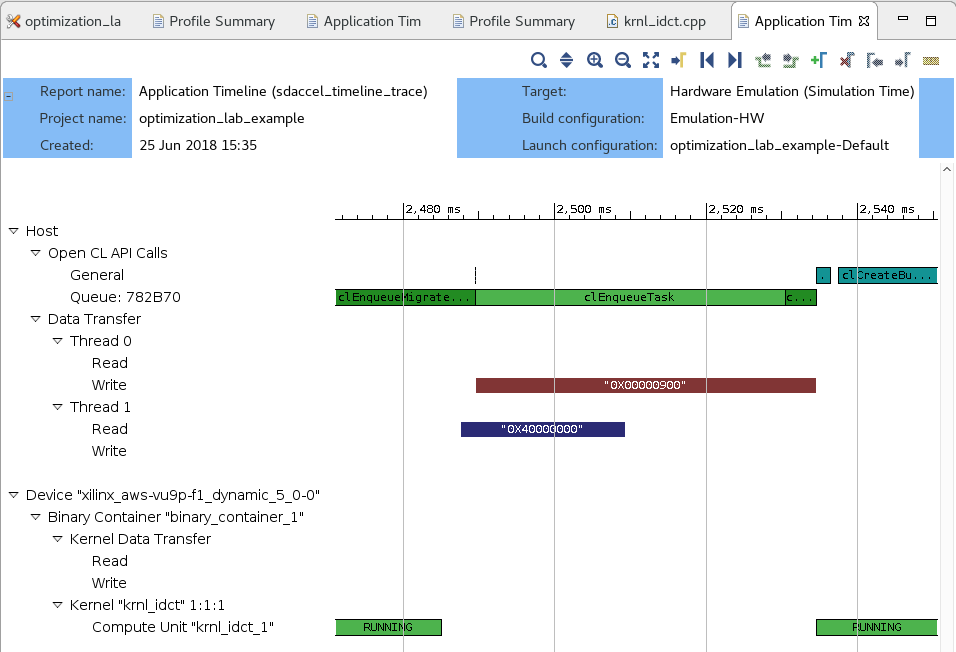 optimization_la Profile Summary Application Tim Profile Summary krnl_idct.cpp Application Tim
Report name: Application Timeline (sdaccel_timeline_trace) Target: Hardware Emulation (Simulation Time)
Project name: optimization_lab_example Build configuration: Emulation-HW
Created: 25 Jun 2018 15:35 Launch configuration: optimization_lab_example-Default
2,480 ms 2,500 ms 2,520 ms 2,540 ms
Host
Open CL API Calls
General . clCreateBu...
Queue: 782B70 clEnqueueMigrate... clEnqueueTask c...
Data Transfer
Thread 0
Read
Write "0X00000900"
Thread 1
Read "0X40000000"
Write
Device "xilinx_aws-vu9p-f1_dynamic_5_0-0"
Binary Container "binary_container_1"
Kernel Data Transfer
Read
Write
Kernel "krnl_idct" 1:1:1
Compute Unit "krnl_idct_1" RUNNING RUNNING